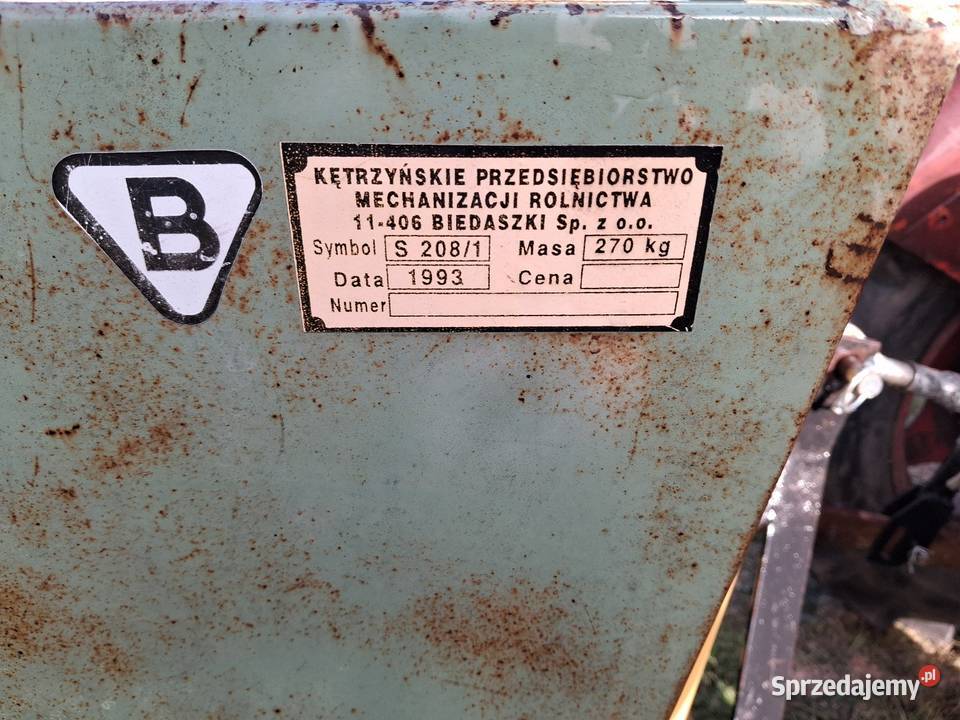 B
KĘTRZYŃSKIE PRZEDSIĘBIORSTWO
MECHANIZACJI ROLNICTWA
11-406 BIEDASZKI Sp. z o.o.
Symbol S 208/1 Masa 270 kg
Data 1993 Cena
Numer
Sprzedajemy.pl